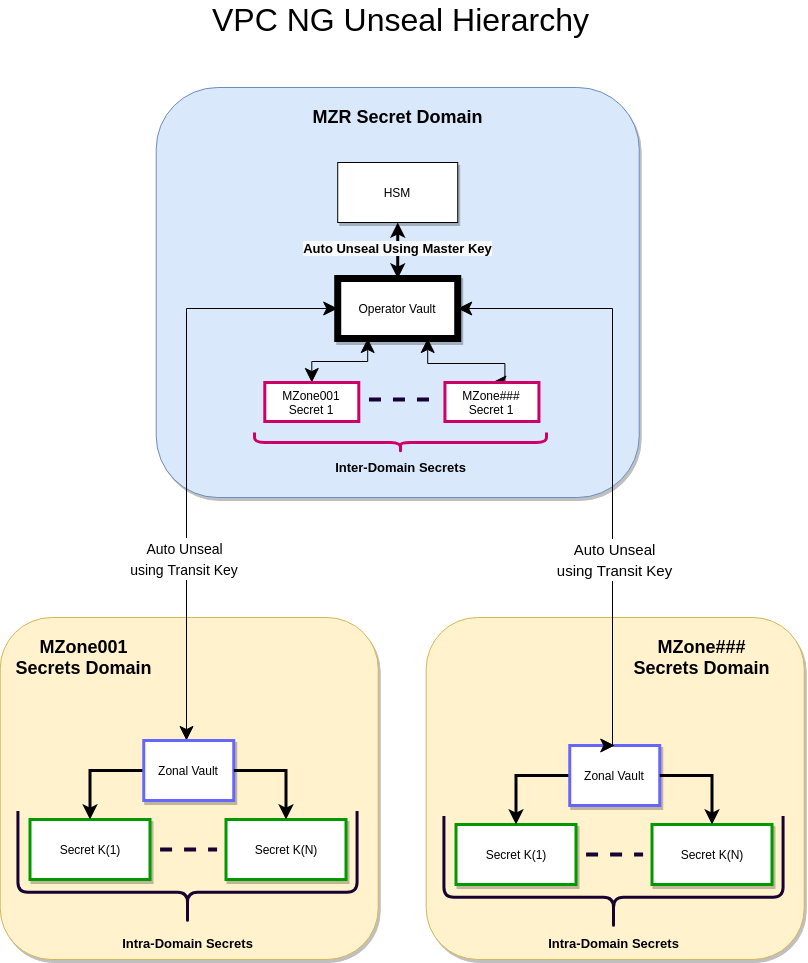 VPC NG Unseal Hierarchy
MZR Secret Domain
HSM
Auto Unseal Using Master Key
Operator Vault
MZone001
Secret 1
MZone###
Secret 1
Inter-Domain Secrets
Auto Unseal
using Transit Key
Auto Unseal
using Transit Key
MZone001
Secrets Domain
Zonal Vault
Secret K(1)
Secret K(N)
Intra-Domain Secrets
MZone###
Secrets Domain
Zonal Vault
Secret K(1)
Secret K(N)
Intra-Domain Secrets